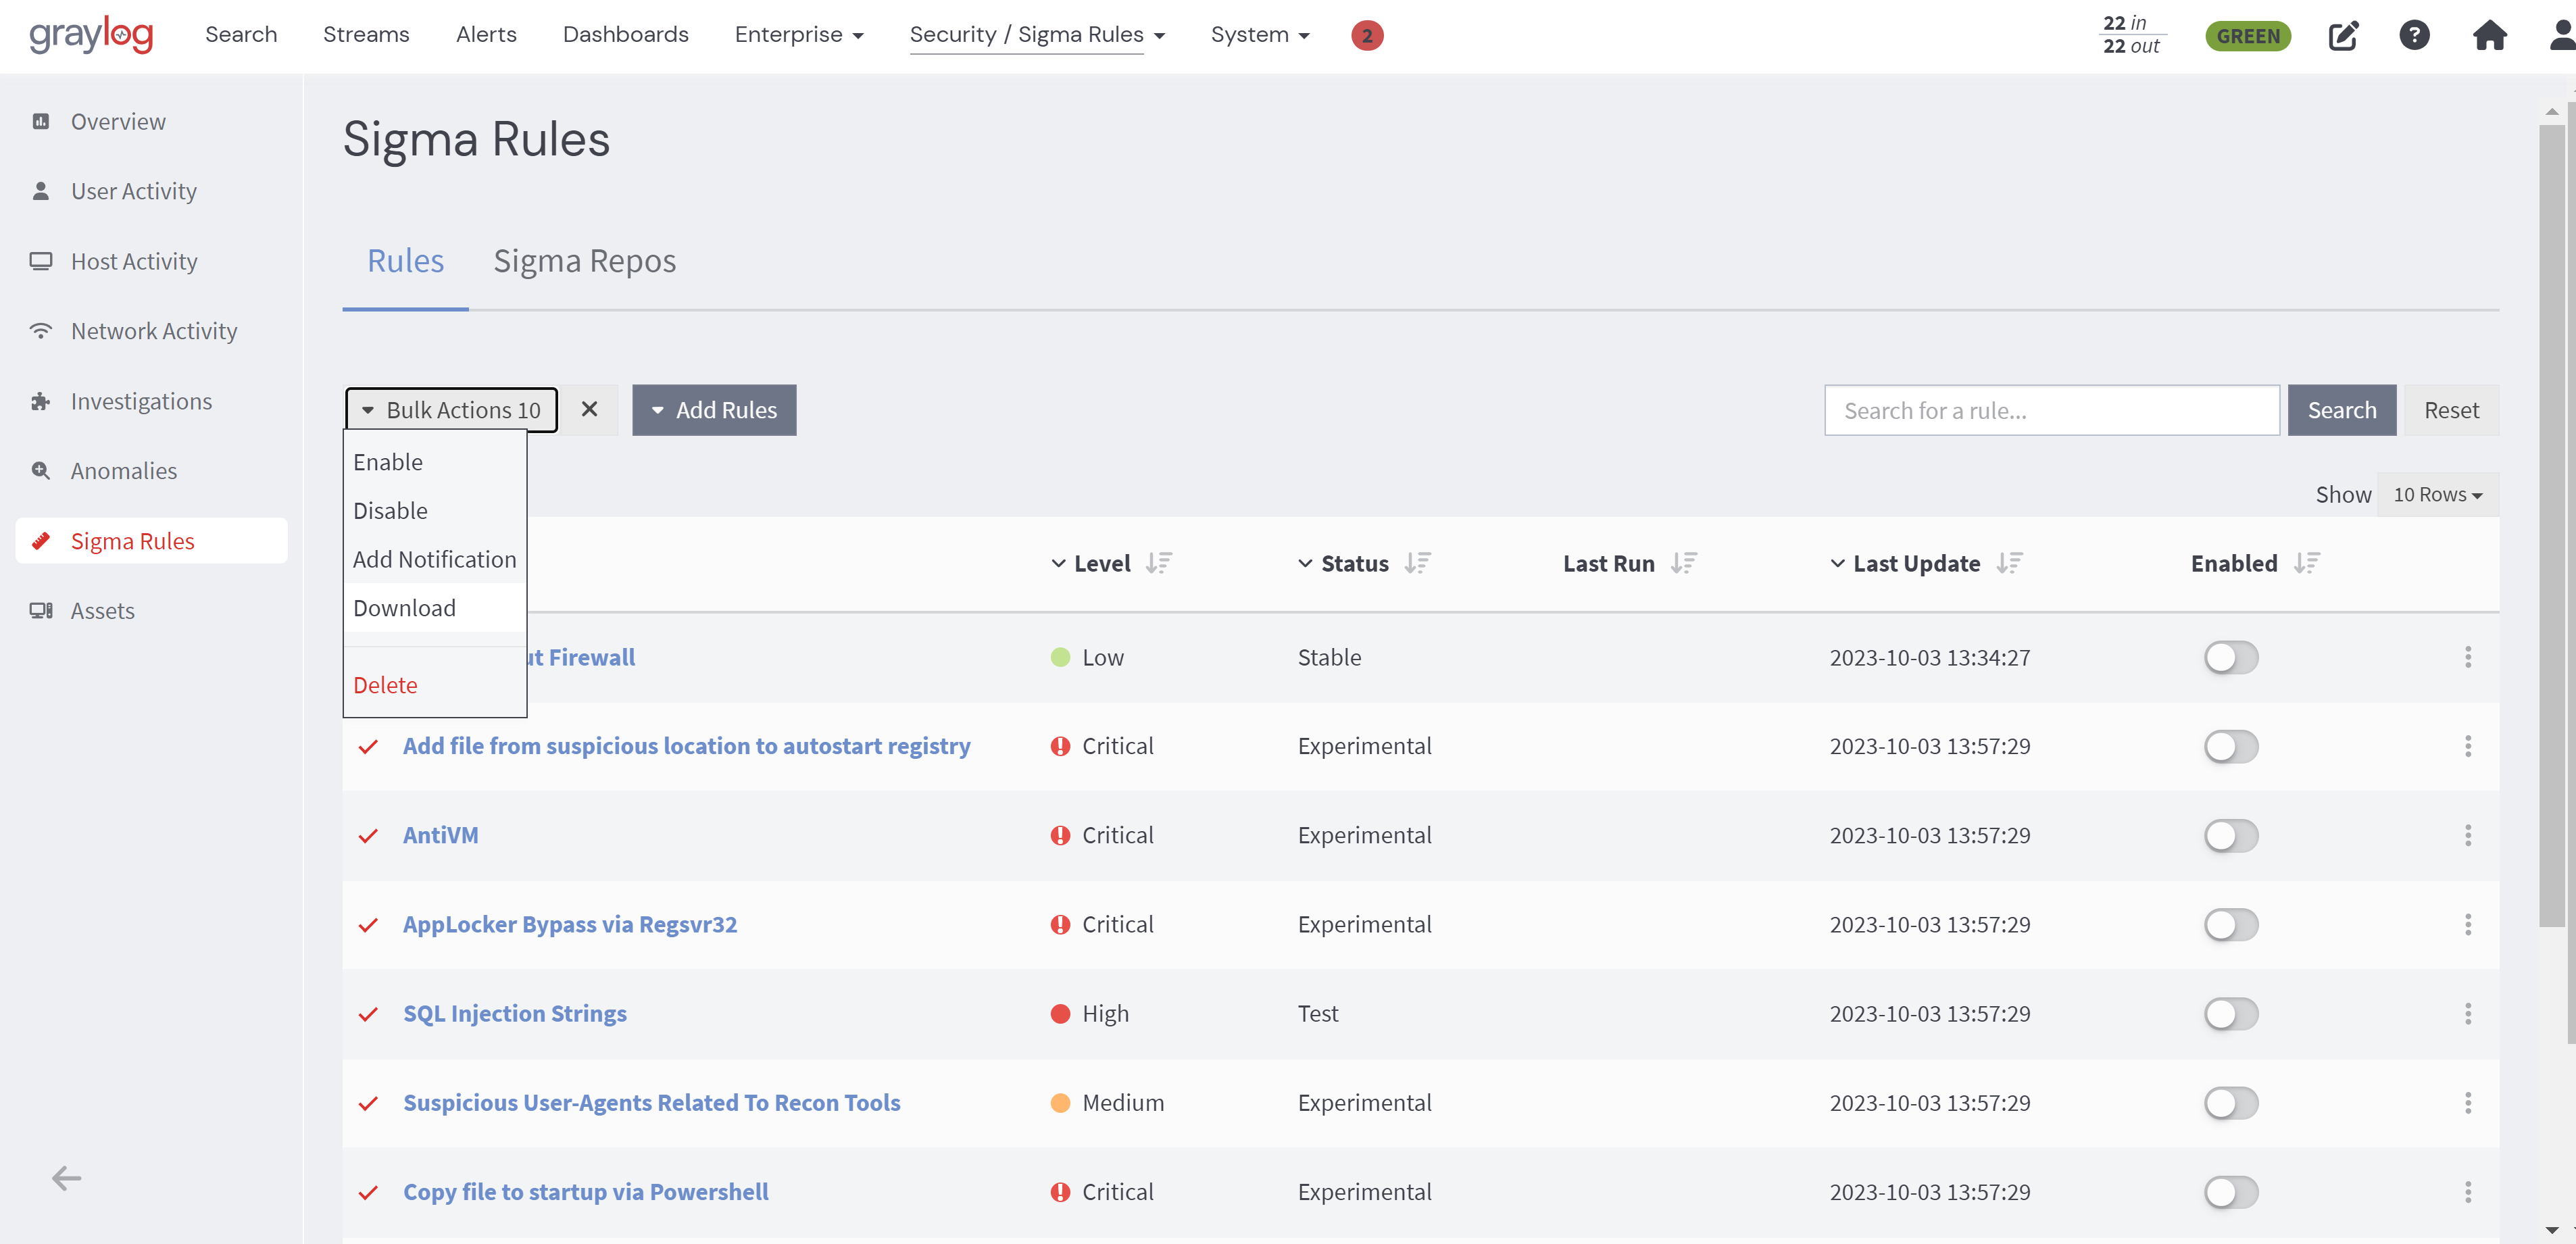 graylog Search Streams Alerts Dashboards Enterprise Security / Sigma Rules System 2 22 in 22 out GREEN
Overview
User Activity
Host Activity
Network Activity
Investigations
Anomalies
Sigma Rules
Assets
Sigma Rules
Rules Sigma Repos
Bulk Actions 10 Add Rules Search for a rule... Search Reset
Enable
Disable
Add Notification
Download
Delete
Show 10 Rows
Level Status Last Run Last Update Enabled
Firewall Low Stable 2023-10-03 13:34:27
Add file from suspicious location to autostart registry Critical Experimental 2023-10-03 13:57:29
AntiVM Critical Experimental 2023-10-03 13:57:29
AppLocker Bypass via Regsvr32 Critical Experimental 2023-10-03 13:57:29
SQL Injection Strings High Test 2023-10-03 13:57:29
Suspicious User-Agents Related To Recon Tools Medium Experimental 2023-10-03 13:57:29
Copy file to startup via Powershell Critical Experimental 2023-10-03 13:57:29